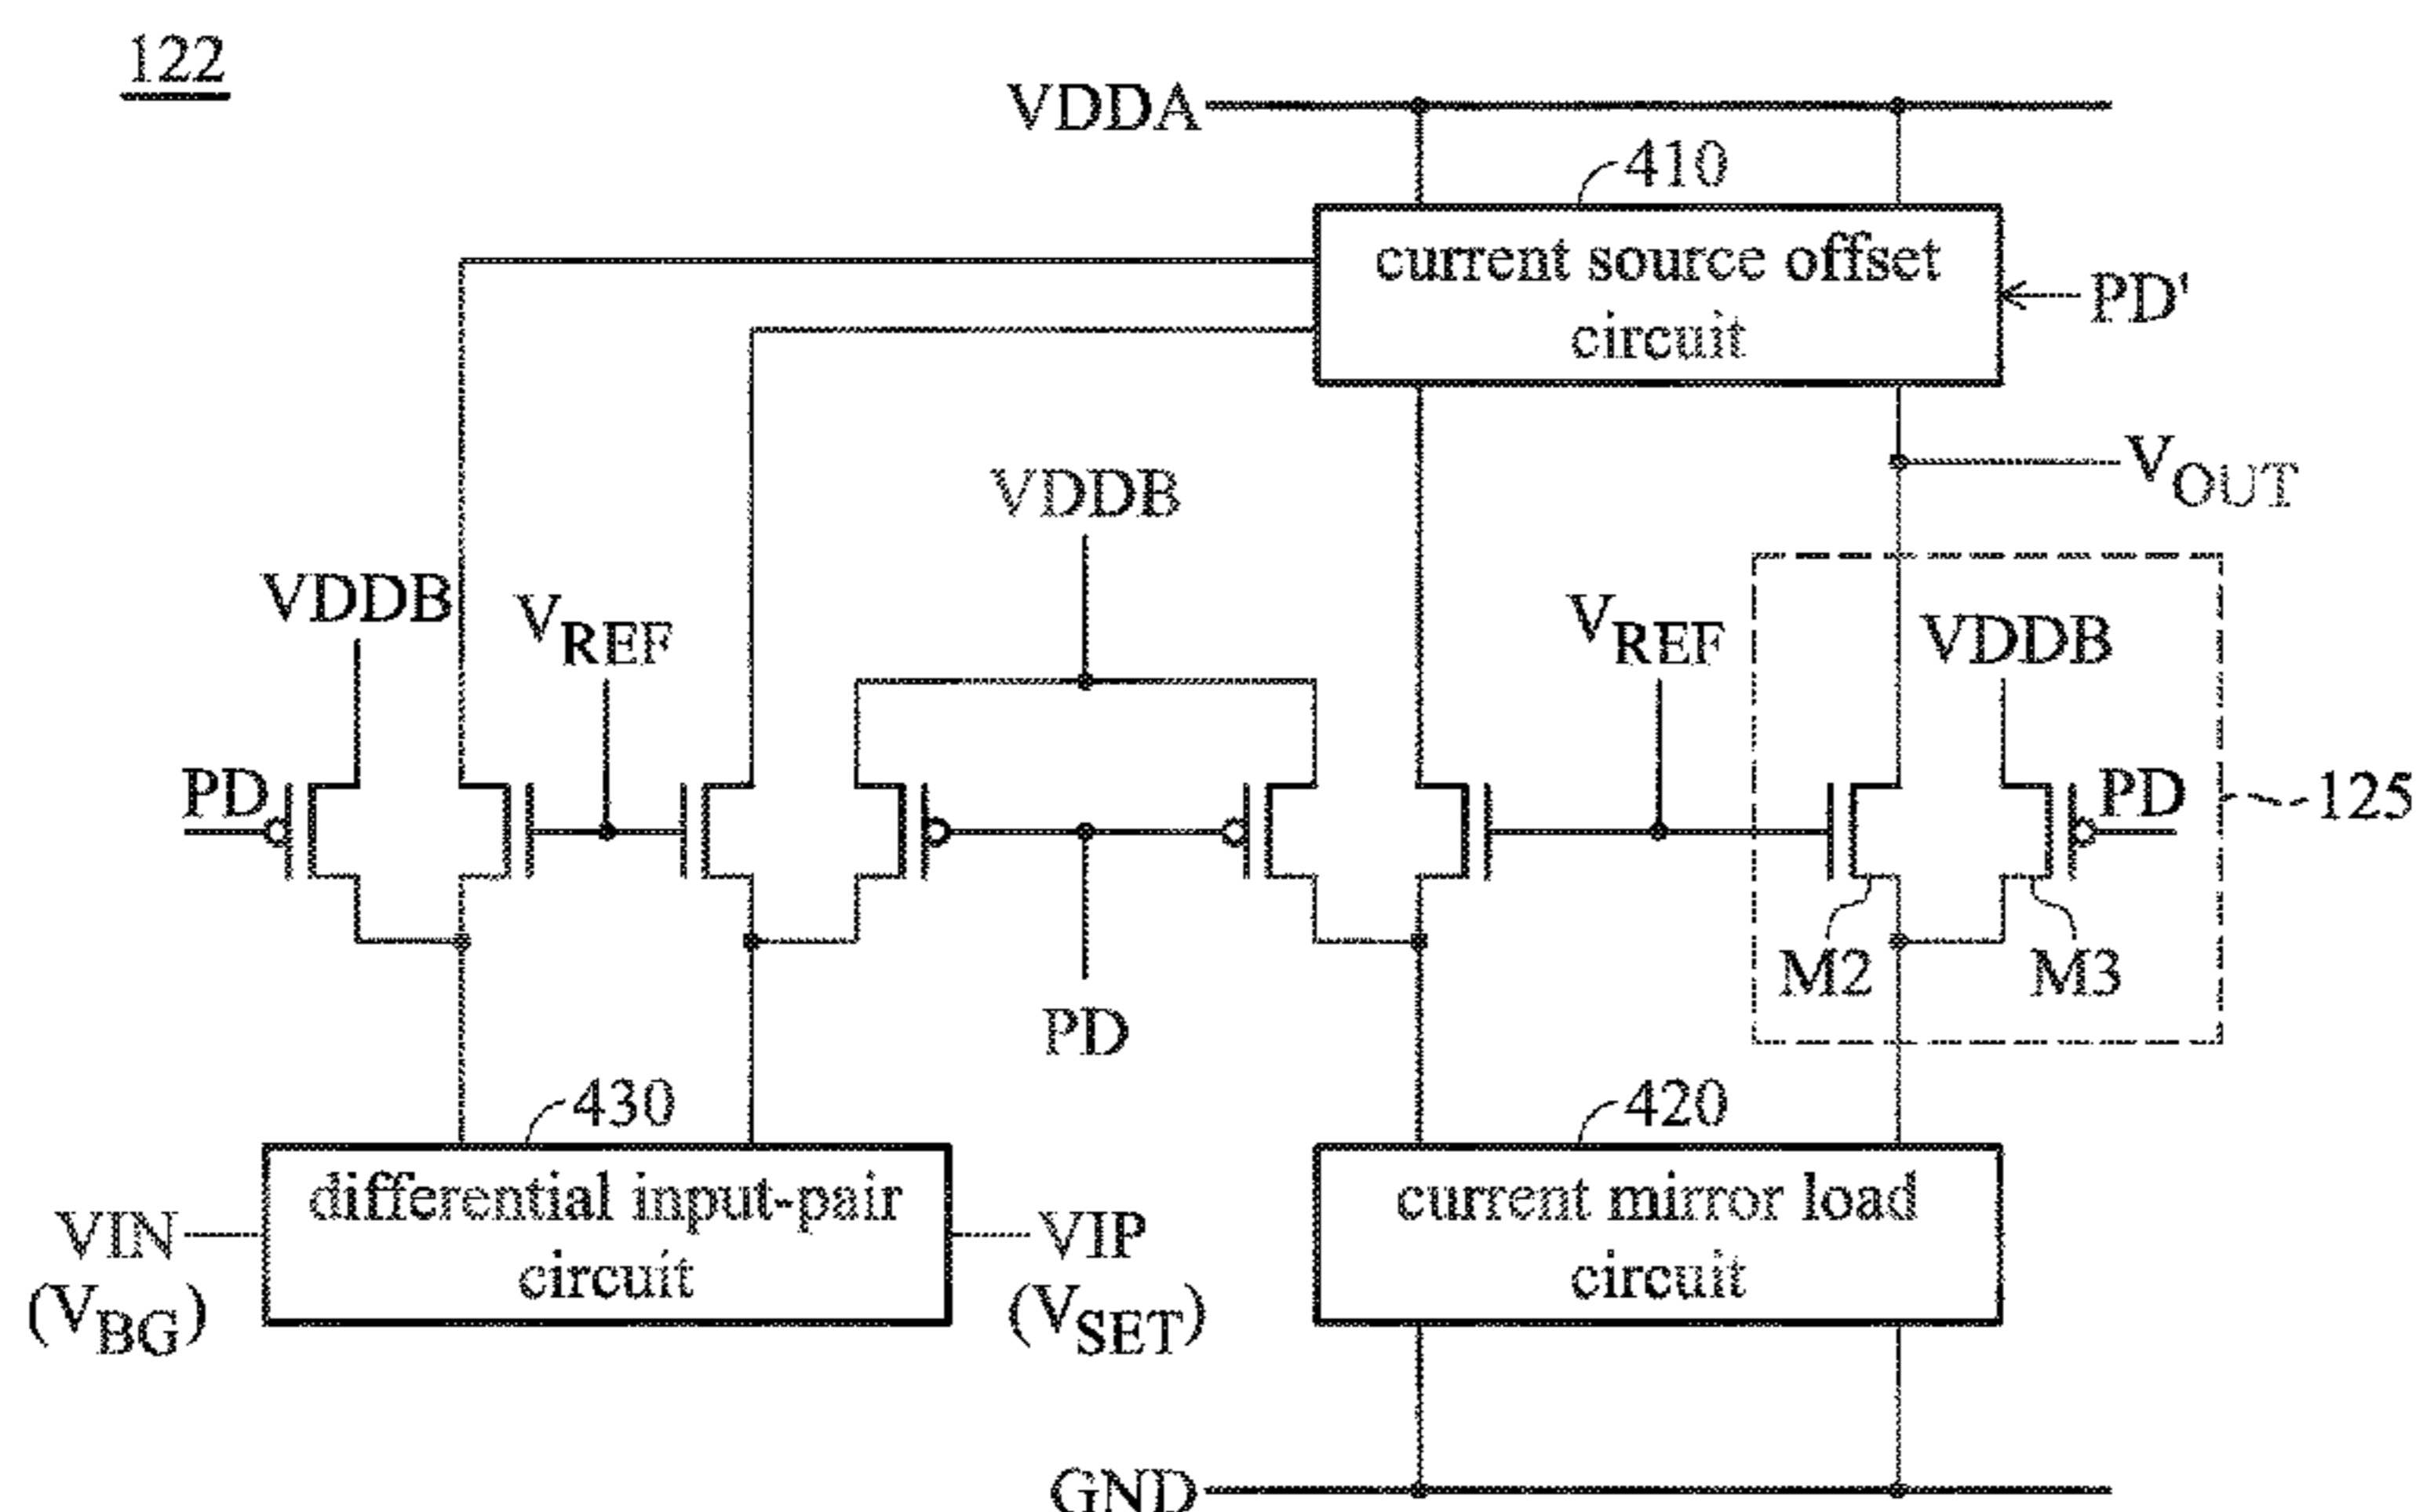 122
VDDA
410
current source offset
circuit
PD'
VOUT
VDDB
VDDB
VREF
VREF
VDDB
PD
PD
125
M2
M3
PD
430
420
differential input-pair
circuit
current mirror load
circuit
VIN
(VBG)
VIP
(VSET)
GND